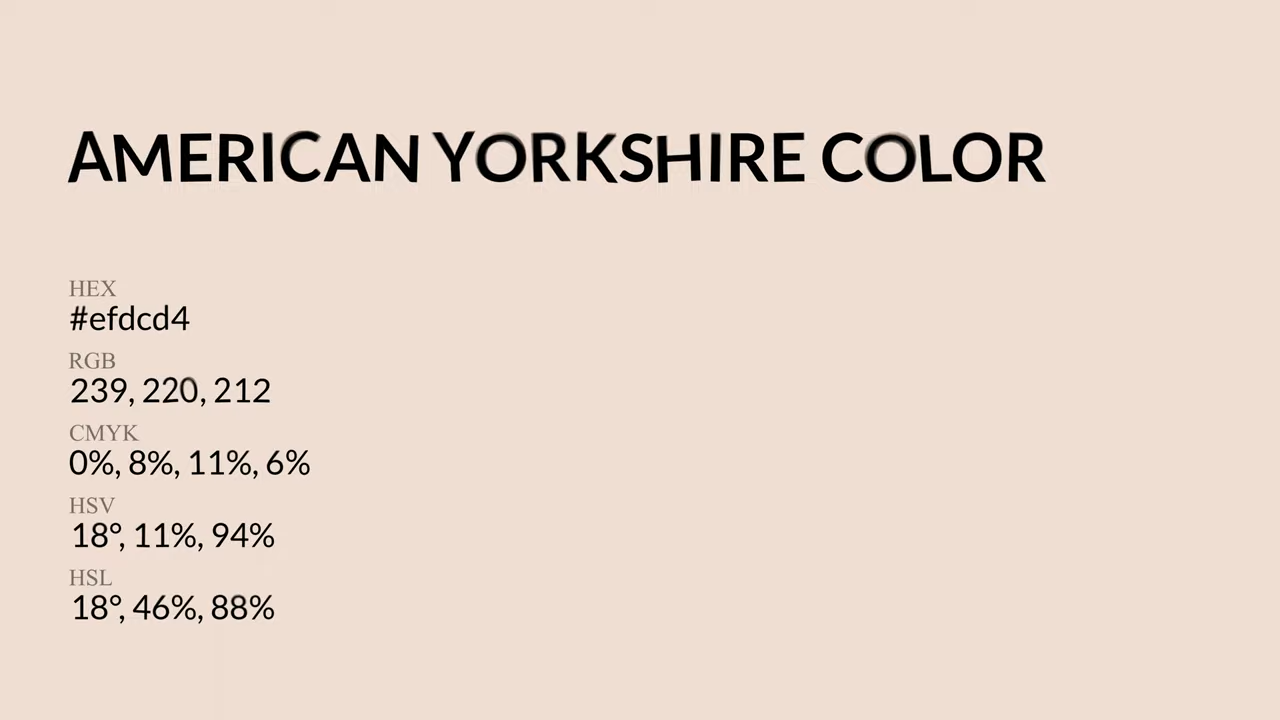 AMERICAN YORKSHIRE COLOR
HEX
#efdcd4
RGB
239, 220, 212
CMYK
0%, 8%, 11%, 6%
HSV
18°, 11%, 94%
HSL
18°, 46%, 88%